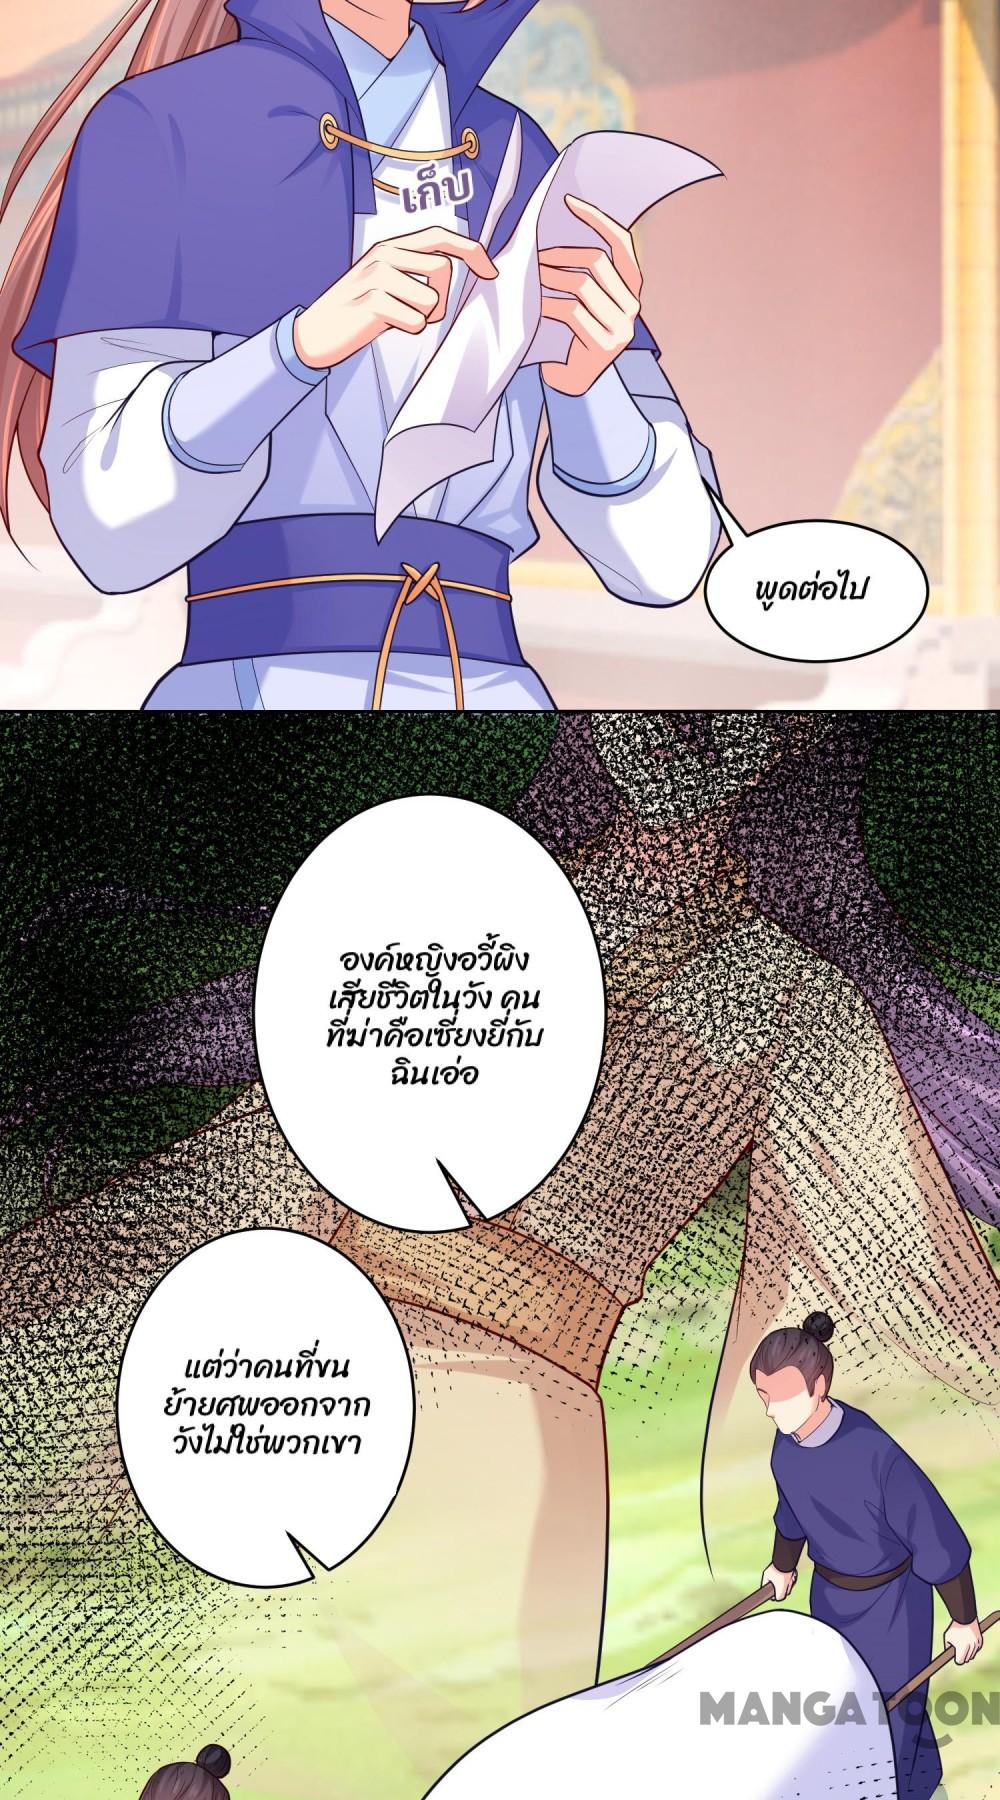 เก็บ
พูดต่อไป
องค์หญิงอวี้ผิง
เสียชีวิตในวัง คน
ที่ฆ่าคือเซี่ยงยี่กับ
ฉินเอ่อ
แต่ว่าคนที่ขน
ย้ายศพออกจาก
วังไม่ใช่พวกเขา
MANGATOON